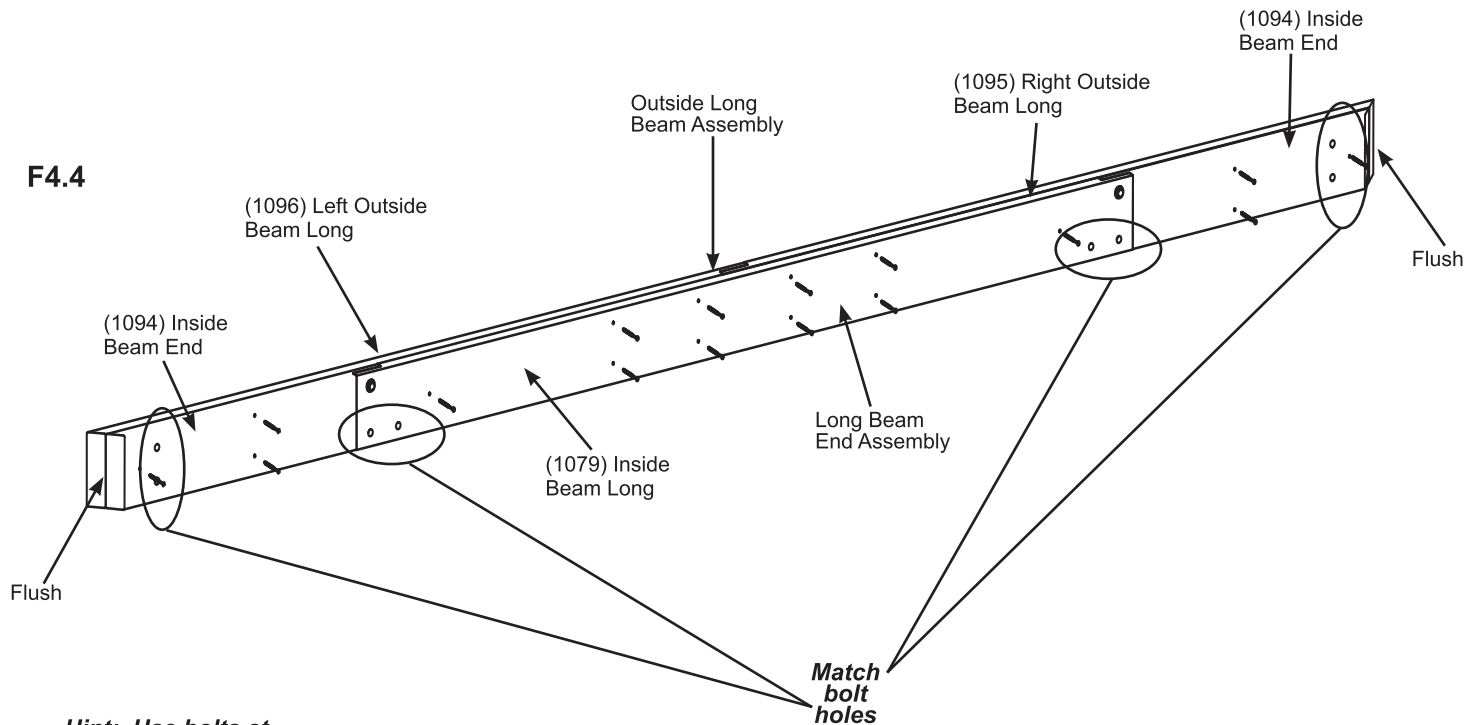 (1094) Inside
Beam End
(1095) Right Outside
Beam Long
Outside Long
Beam Assembly
F4.4
(1096) Left Outside
Beam Long
Flush
(1094) Inside
Beam End
Long Beam
End Assembly
(1079) Inside
Beam Long
Flush
Match
bolt
holes
Hint: Use bolts at